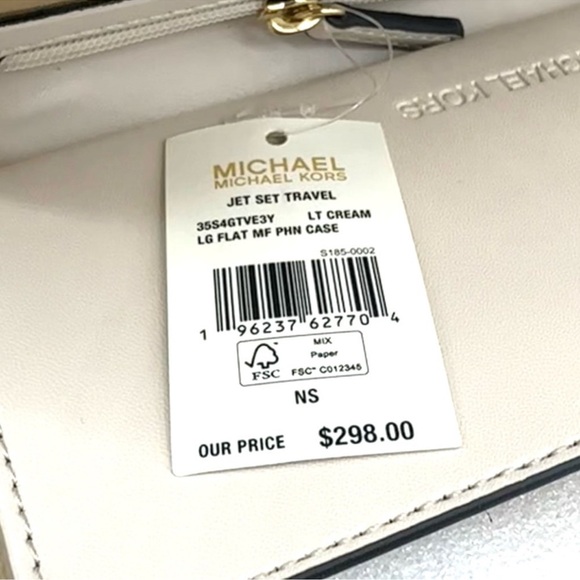 MICHAEL KORS
MICHAEL
MICHAEL KORS
JET SET TRAVEL
35S4GTVE3Y LT CREAM
LG FLAT MF PHN CASE
S185-0002
1 96237 62770 4
MIX
Paper
FSC FSC™ C012345
NS
OUR PRICE $298.00